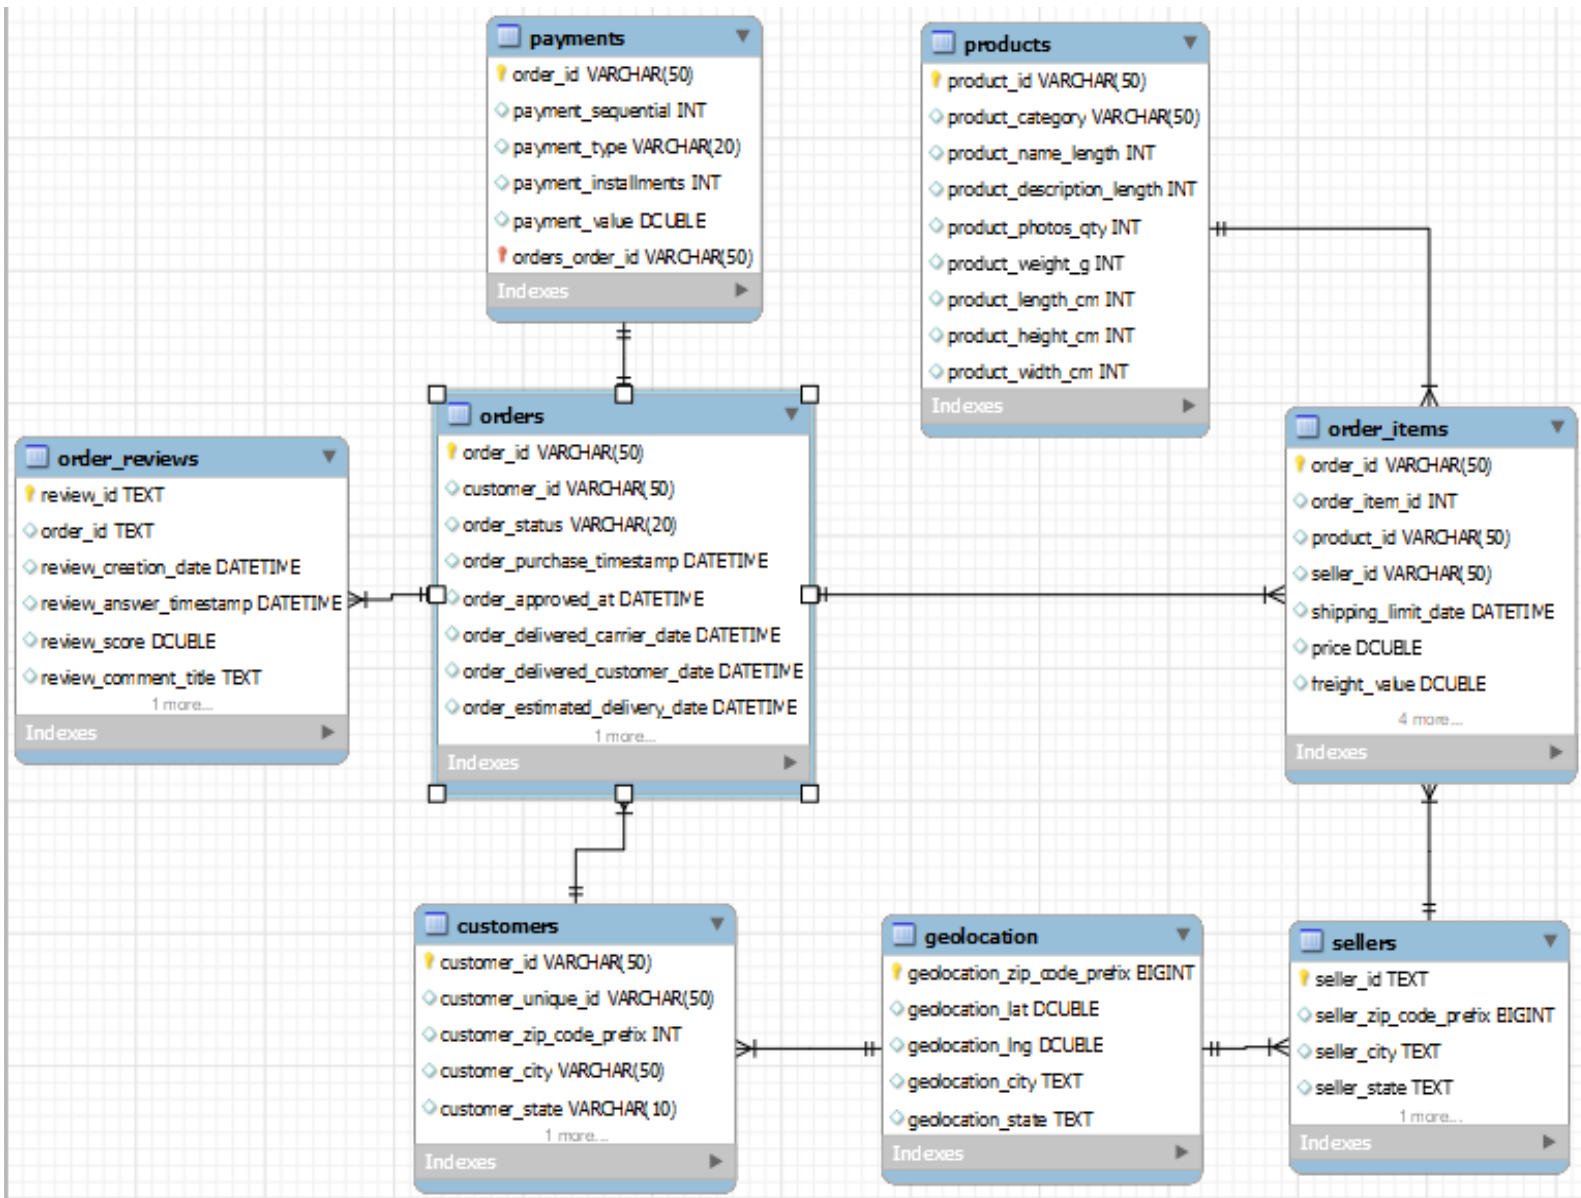 payments
order_id VARCHAR(50)
payment_sequential INT
payment_type VARCHAR(20)
payment_installments INT
payment_value DOUBLE
orders_order_id VARCHAR(50)
Indexes
products
product_id VARCHAR(50)
product_category VARCHAR(50)
product_name_length INT
product_description_length INT
product_photos_qty INT
product_weight_g INT
product_length_cm INT
product_height_cm INT
product_width_cm INT
Indexes
order_reviews
review_id TEXT
order_id TEXT
review_creation_date DATETIME
review_answer_timestamp DATETIME
review_score DOUBLE
review_comment_title TEXT
1 more...
Indexes
orders
order_id VARCHAR(50)
customer_id VARCHAR(50)
order_status VARCHAR(20)
order_purchase_timestamp DATETIME
order_approved_at DATETIME
order_delivered_carrier_date DATETIME
order_delivered_customer_date DATETIME
order_estimated_delivery_date DATETIME
1 more...
Indexes
order_items
order_id VARCHAR(50)
order_item_id INT
product_id VARCHAR(50)
seller_id VARCHAR(50)
shipping_limit_date DATETIME
price DOUBLE
freight_value DOUBLE
4 more...
Indexes
customers
customer_id VARCHAR(50)
customer_unique_id VARCHAR(50)
customer_zip_code_prefix INT
customer_city VARCHAR(50)
customer_state VARCHAR(10)
1 more...
Indexes
geolocation
geolocation_zip_code_prefix BIGINT
geolocation_lat DOUBLE
geolocation_lng DOUBLE
geolocation_city TEXT
geolocation_state TEXT
Indexes
sellers
seller_id TEXT
seller_zip_code_prefix BIGINT
seller_city TEXT
seller_state TEXT
1 more...
Indexes